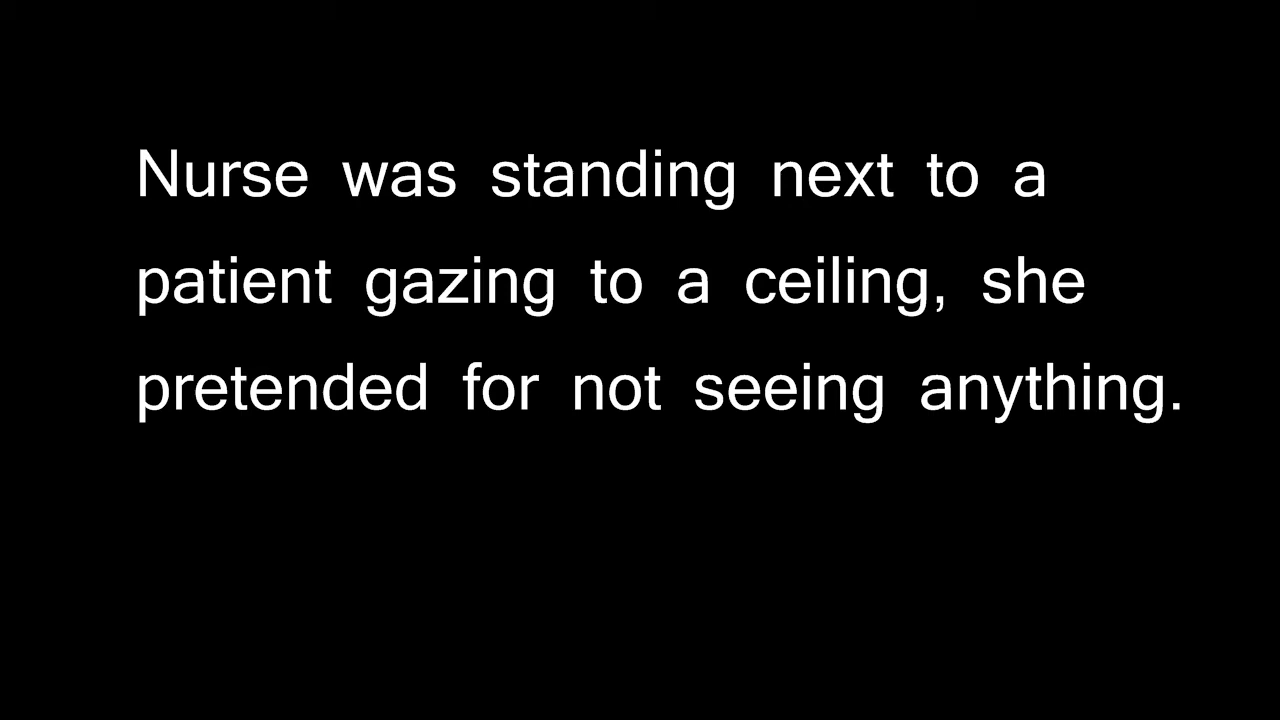 Nurse was standing next to a
patient gazing to a ceiling, she
pretended for not seeing anything.